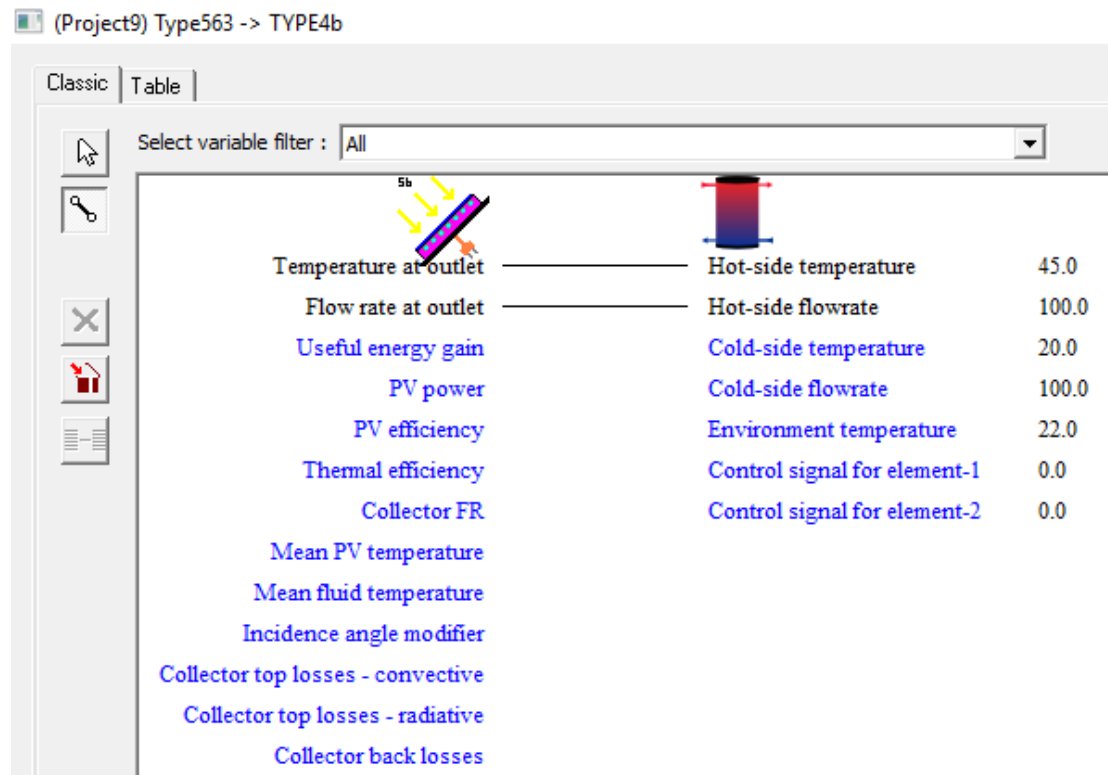 (Project9) Type563 -> TYPE4b
Classic Table
Select variable filter : All
5b
Temperature at outlet Hot-side temperature 45.0
Flow rate at outlet Hot-side flowrate 100.0
Useful energy gain Cold-side temperature 20.0
PV power Cold-side flowrate 100.0
PV efficiency Environment temperature 22.0
Thermal efficiency Control signal for element-1 0.0
Collector FR Control signal for element-2 0.0
Mean PV temperature
Mean fluid temperature
Incidence angle modifier
Collector top losses - convective
Collector top losses - radiative
Collector back losses